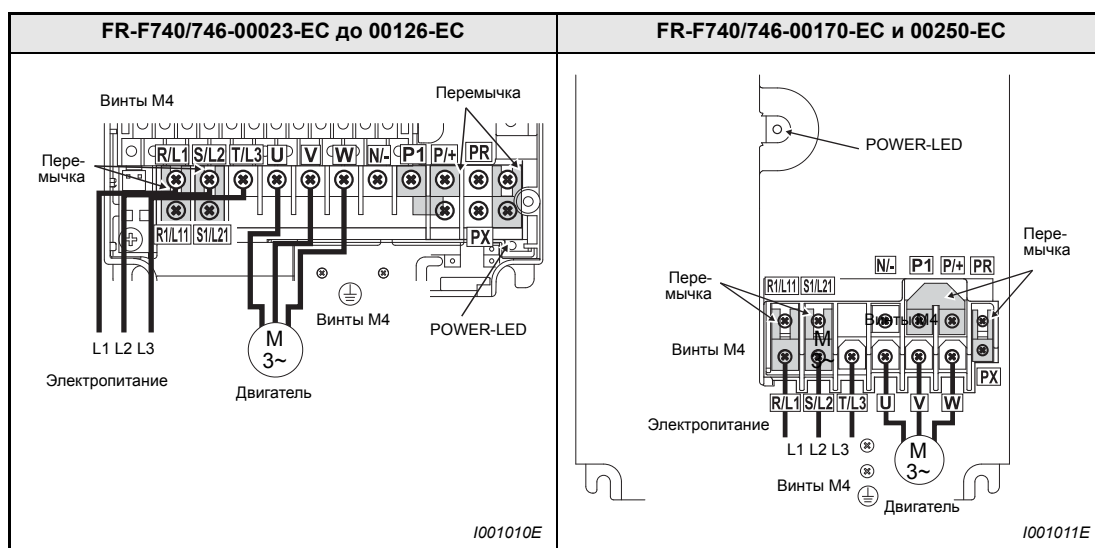 FR-F740/746-00023-EC до 00126-EC
Винты M4
Перемычка
Пере-
мычка
R/L1 S/L2 T/L3 U V W N/- P1 P/+ PR
R1/L11 S1/L21
PX
Винты M4
POWER-LED
L1 L2 L3
M
3~
Электропитание
Двигатель
I001010E
FR-F740/746-00170-EC и 00250-EC
POWER-LED
Пере-
мычка
N/- P1 P/+ PR
Пере-
мычка
R1/L11 S1/L21
Винты M4
M
3~
Винты M4
PX
R/L1 S/L2 T/L3 U V W
Электропитание
L1 L2 L3
M
3~
Винты M4
Двигатель
I001011E